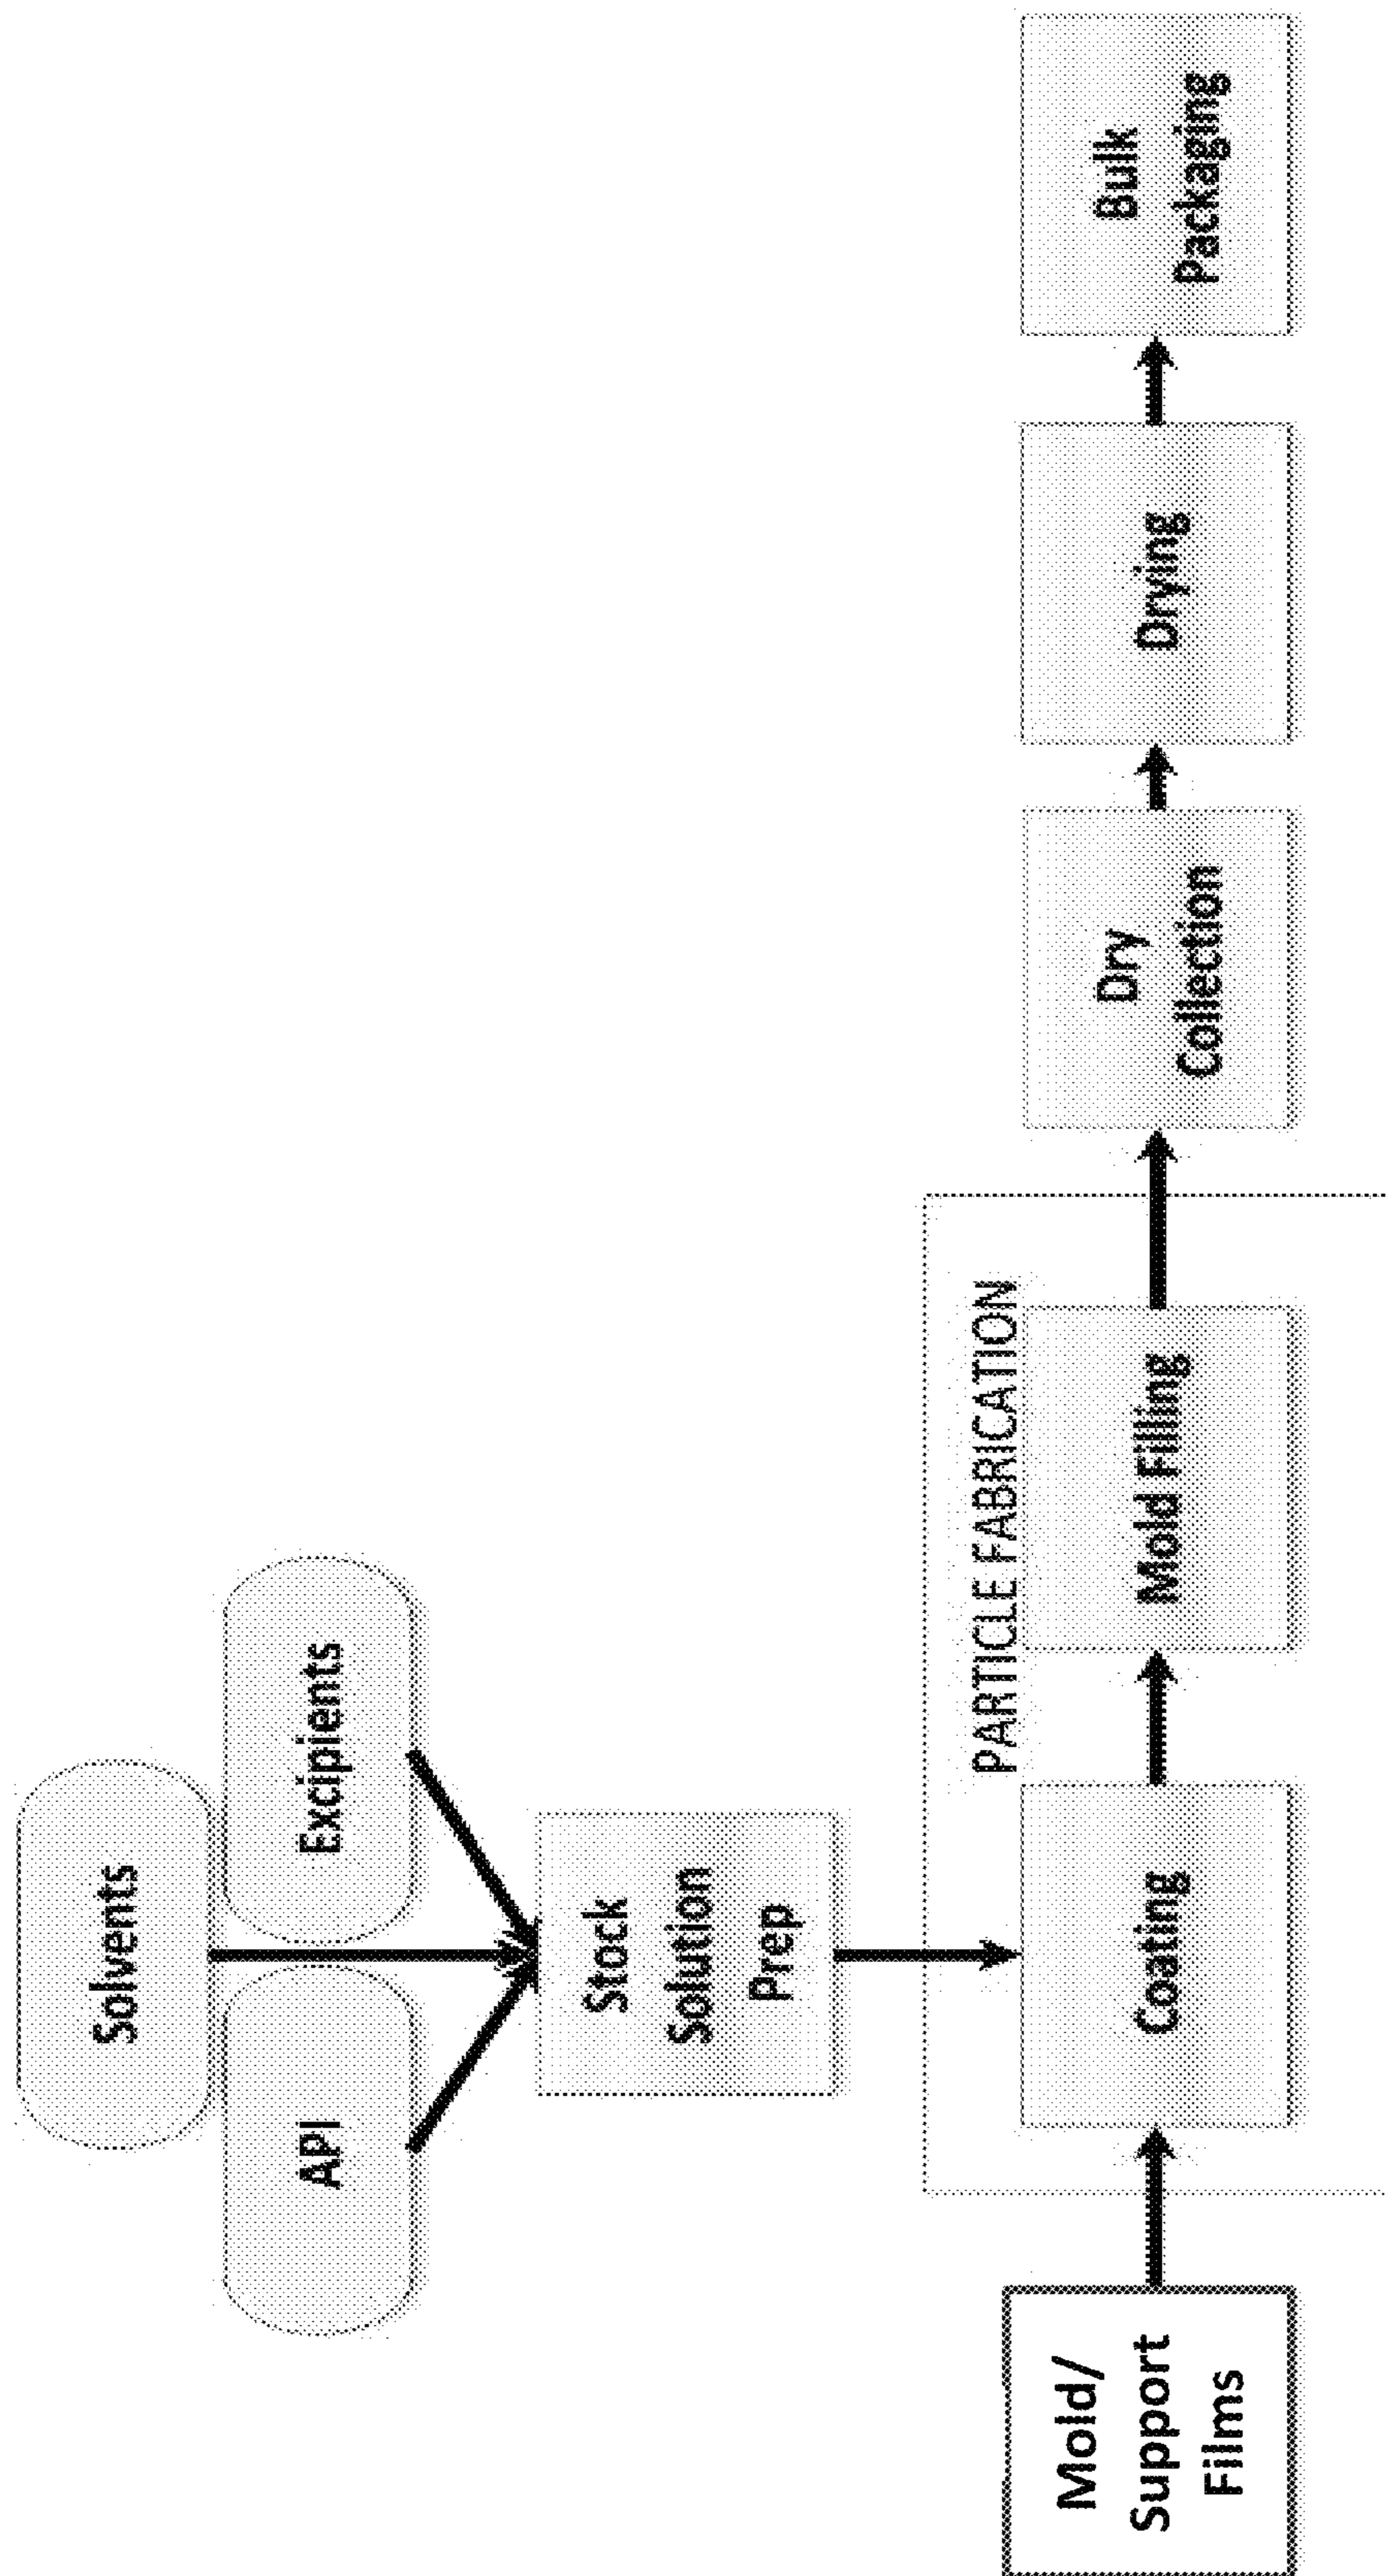 Solvents
API
Excipients
Stock
Solution
Prep
PARTICLE FABRICATION
Mold/
Support
Films
Coating
Mold Filling
Dry
Collection
Drying
Bulk
Packaging